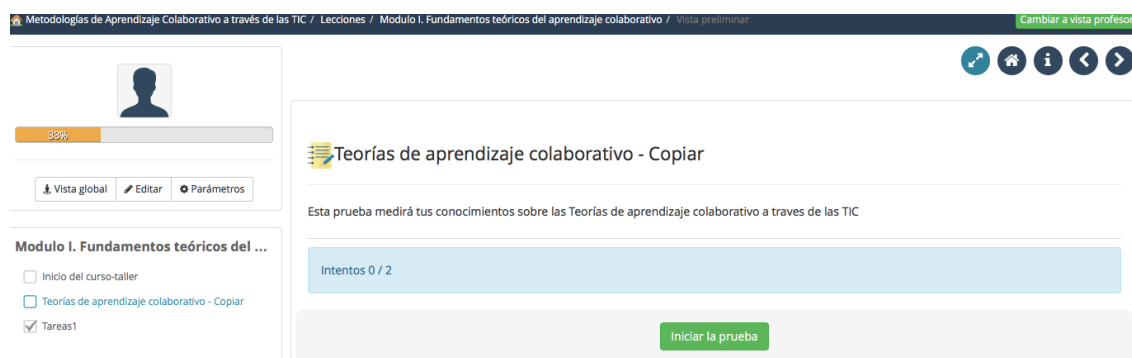 Metodologías de Aprendizaje Colaborativo a través de las TIC / Lecciones / Modulo I. Fundamentos teóricos del aprendizaje colaborativo / Vista preliminar
Cambiar a vista profesor
33%
Vista global Editar Parámetros
Modulo I. Fundamentos teóricos del ...
Inicio del curso-taller
Teorías de aprendizaje colaborativo - Copiar
Tareas1
Teorías de aprendizaje colaborativo - Copiar
Esta prueba medirá tus conocimientos sobre las Teorías de aprendizaje colaborativo a traves de las TIC
Intentos 0 / 2
Iniciar la prueba